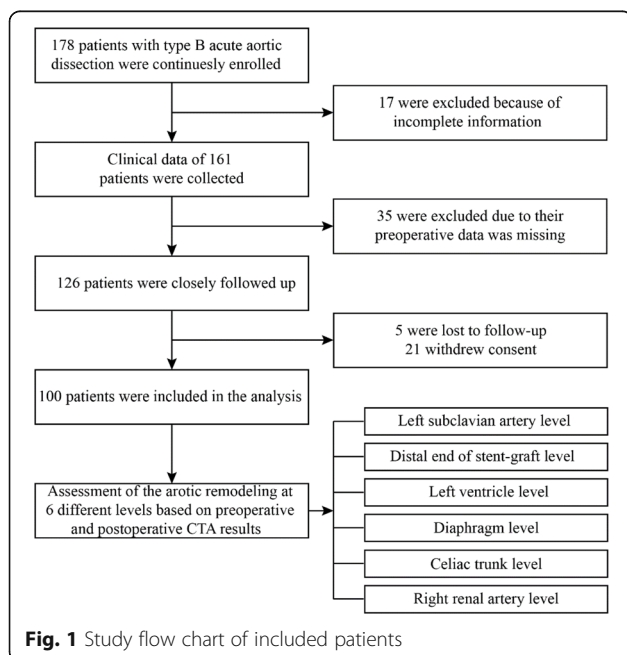 178 patients with type B acute aortic
dissection were continuesly enrolled
17 were excluded because of
incomplete information
Clinical data of 161
patients were collected
35 were excluded due to their
preoperative data was missing
126 patients were closely followed up
5 were lost to follow-up
21 withdrew consent
100 patients were included in the analysis
Assessment of the arotic remodeling at
6 different levels based on preoperative
and postoperative CTA results
Left subclavian artery level
Distal end of stent-graft level
Left ventricle level
Diaphragm level
Celiac trunk level
Right renal artery level
Fig. 1 Study flow chart of included patients